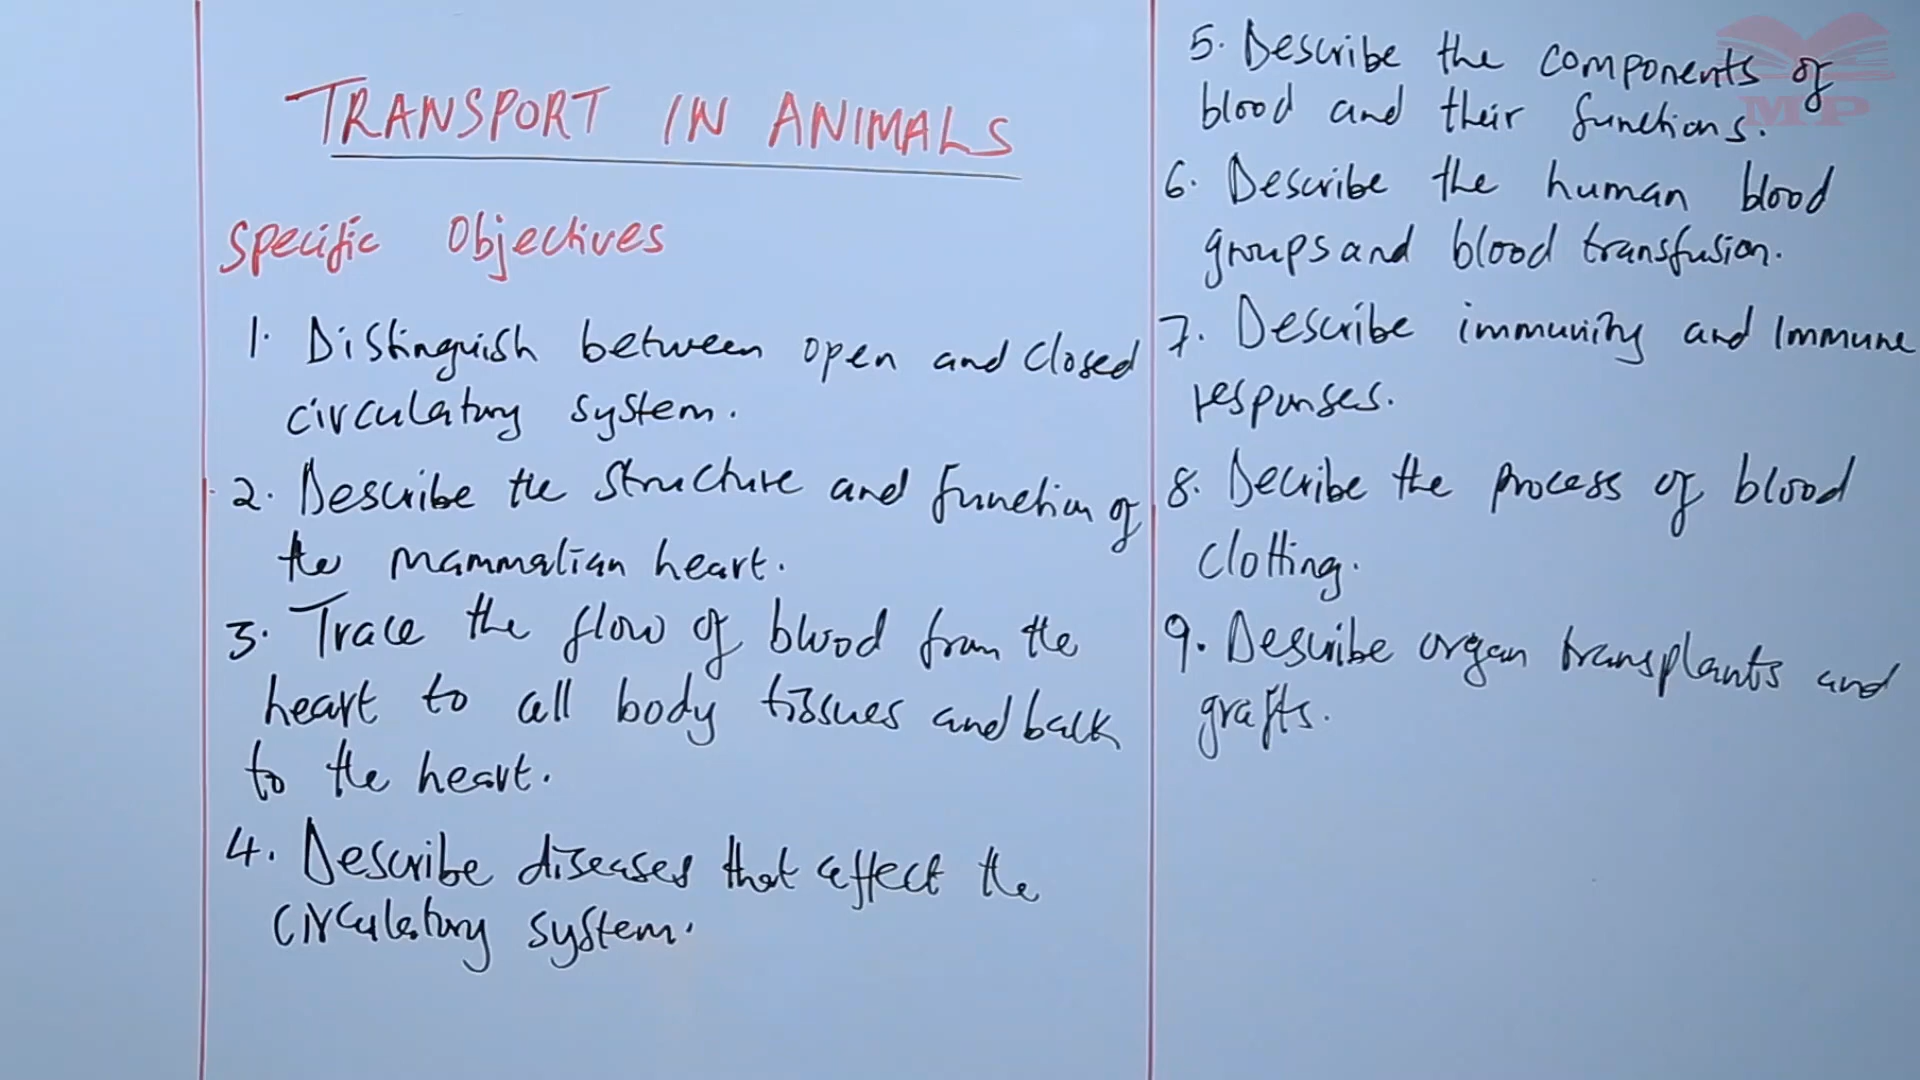 TRANSPORT IN ANIMALS
Specific Objectives
1. Distinguish between open and closed
circulatory system.
2. Describe the structure and function of
the mammalian heart.
3. Trace the flow of blood from the
heart to all body tissues and back
to the heart.
4. Describe diseases that affect the
circulatory system.
5. Describe the components of
blood and their functions.
6. Describe the human blood
groups and blood transfusion.
7. Describe immunity and Immune
responses.
8. Decribe the process of blood
clotting.
9. Describe organ transplants and
grafts.
MP